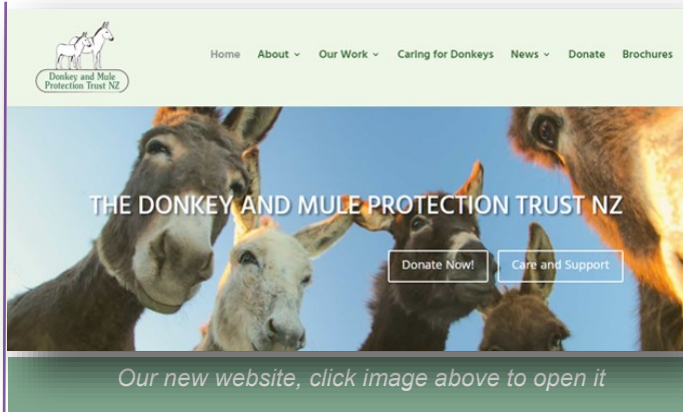 Donkey and Mule
Protection Trust NZ
Home About Our Work Caring for Donkeys News Donate Brochures
THE DONKEY AND MULE PROTECTION TRUST NZ
Donate Now! Care and Support
Our new website, click image above to open it